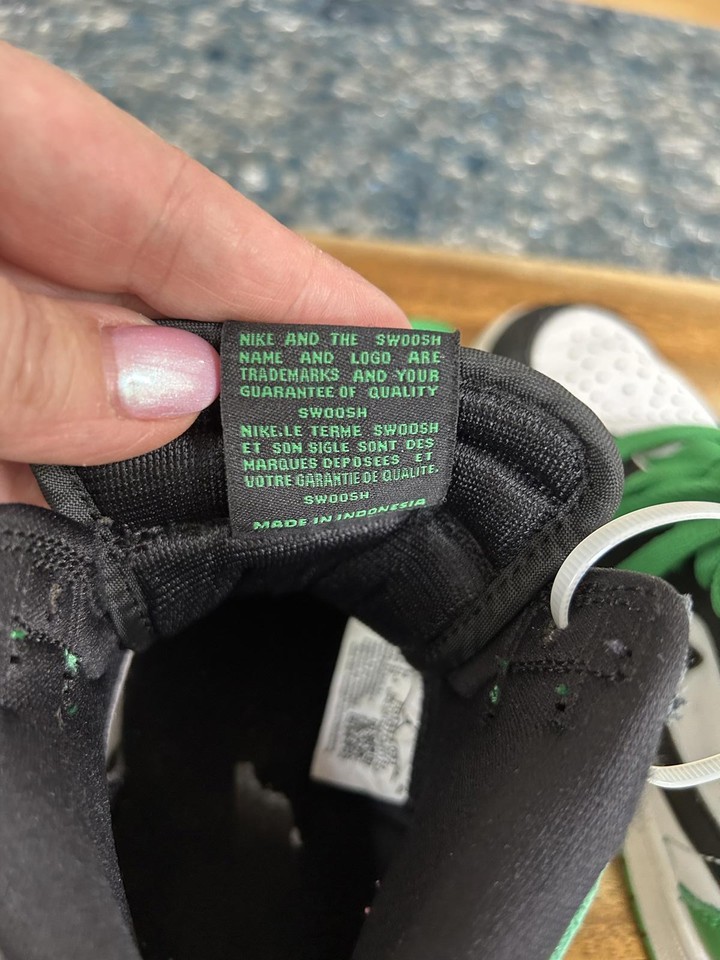 NIKE AND THE SWOOSH
NAME AND LOGO ARE
TRADEMARKS AND YOUR
GUARANTEE OF QUALITY
SWOOSH
NIKE.LE TERME SWOOSH
ET SON SIGLE SONT DES
MARQUES DEPOSEES ET
VOTRE GARANTIE DE QUALITE.
SWOOSH
MADE IN INDONESIA